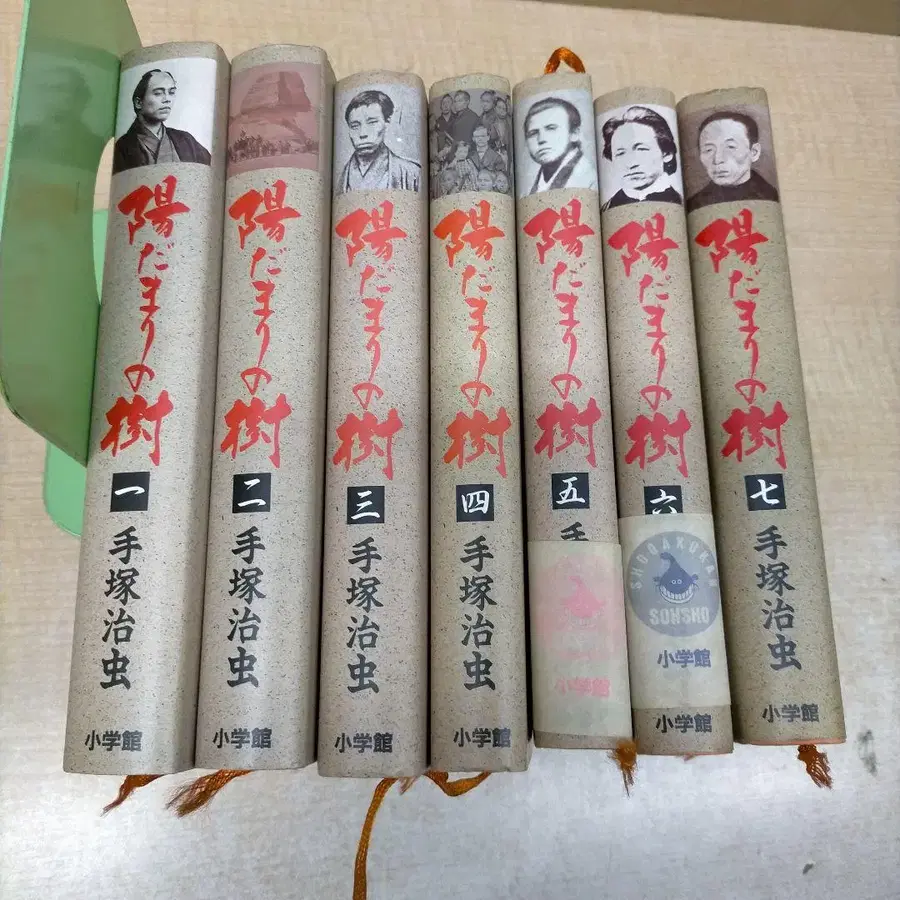 陽だまりの樹
一
手塚治虫
小学館
陽だまりの樹
二
手塚治虫
小学館
陽だまりの樹
三
手塚治虫
小学館
陽だまりの樹
四
手塚治虫
小学館
陽だまりの樹
五
手
小学館
陽だまりの樹
六
SHOGAKUKAN
SOHSHO
小学館
小学館
陽だまりの樹
七
手塚治虫
小学館